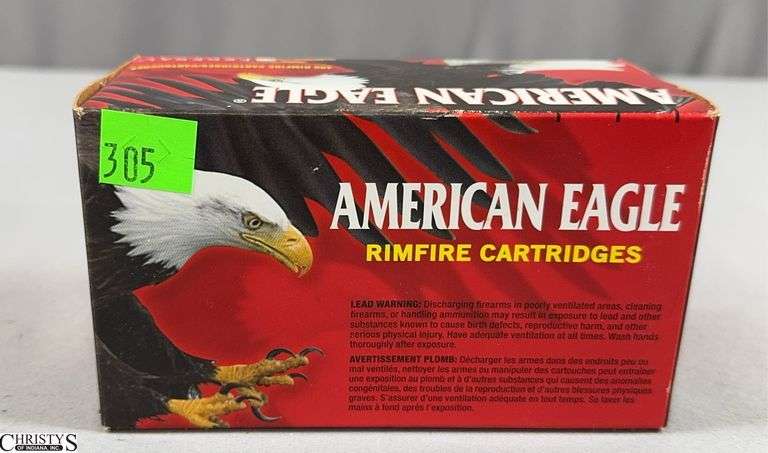 AMERICAN EAGLE®
305
AMERICAN EAGLE
RIMFIRE CARTRIDGES
LEAD WARNING: Discharging firearms in poorly ventilated areas, cleaning
firearms, or handling ammunition may result in exposure to lead and other
substances known to cause birth defects, reproductive harm, and other
serious physical injury. Have adequate ventilation at all times. Wash hands
thoroughly after exposure.
AVERTISSEMENT PLOMB: Décharger les armes dans des endroits peu ou
mal ventilés, nettoyer les armes ou manipuler des cartouches peut entraîner
une exposition au plomb et à d'autres substances qui causent des anomalies
congénitales, des troubles de la reproduction et d'autres blessures physiques
graves. S'assurer d'une ventilation adéquate en tout temps. Se laver les
mains à fond après l'exposition.
CHRISTY'S
OF INDIANA, INC.